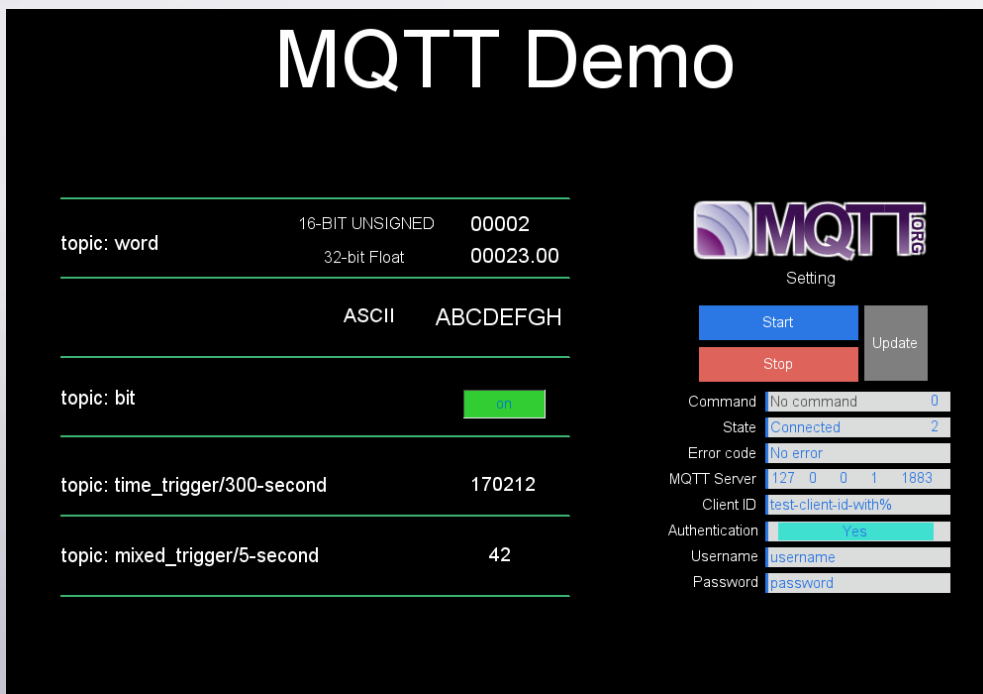 MQTT Demo
topic: word
16-BIT UNSIGNED 00002
32-bit Float 00023.00
ASCII ABCDEFGH
topic: bit
on
topic: time_trigger/300-second 170212
topic: mixed_trigger/5-second 42
MQTT.ORG
Setting
Start
Stop
Update
Command No command 0
State Connected 2
Error code No error
MQTT Server 127 0 0 1 1883
Client ID test-client-id-with%
Authentication Yes
Username username
Password password